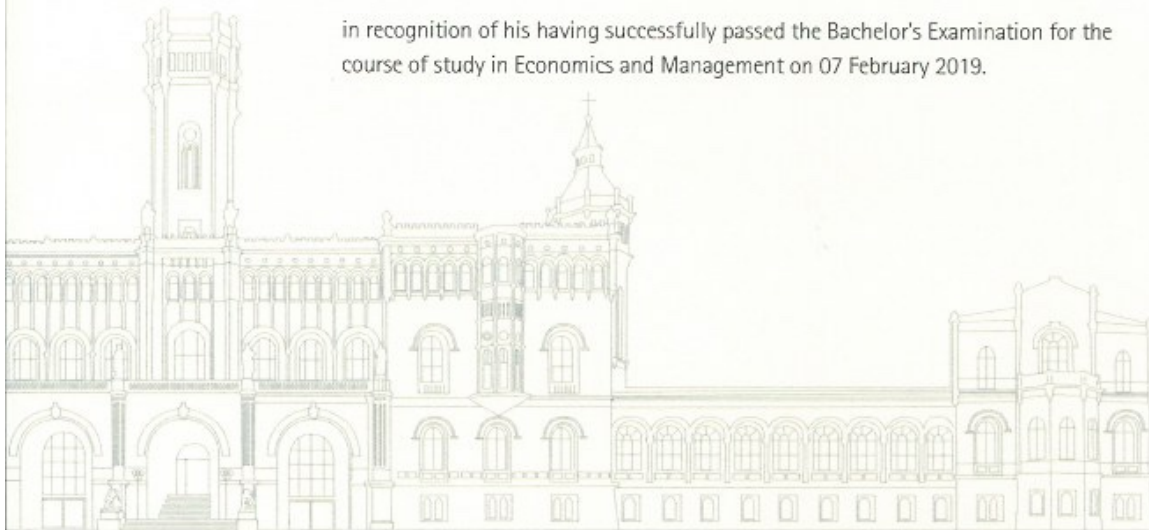 in recognition of his having successfully passed the Bachelor's Examination for the
course of study in Economics and Management on 07 February 2019.